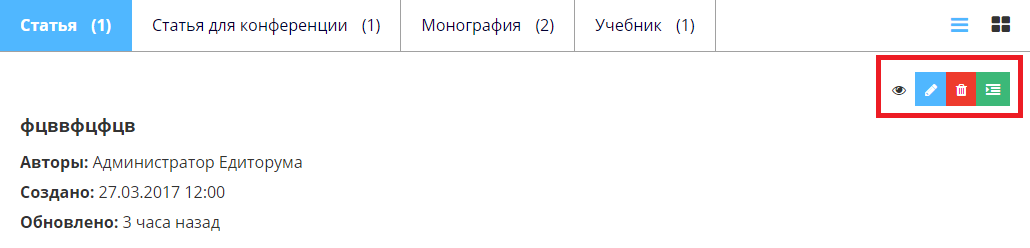 Статья (1) Статья для конференции (1) Монография (2) Учебник (1)
фцввфцфцв
Авторы: Администратор Едиторума
Создано: 27.03.2017 12:00
Обновлено: 3 часа назад